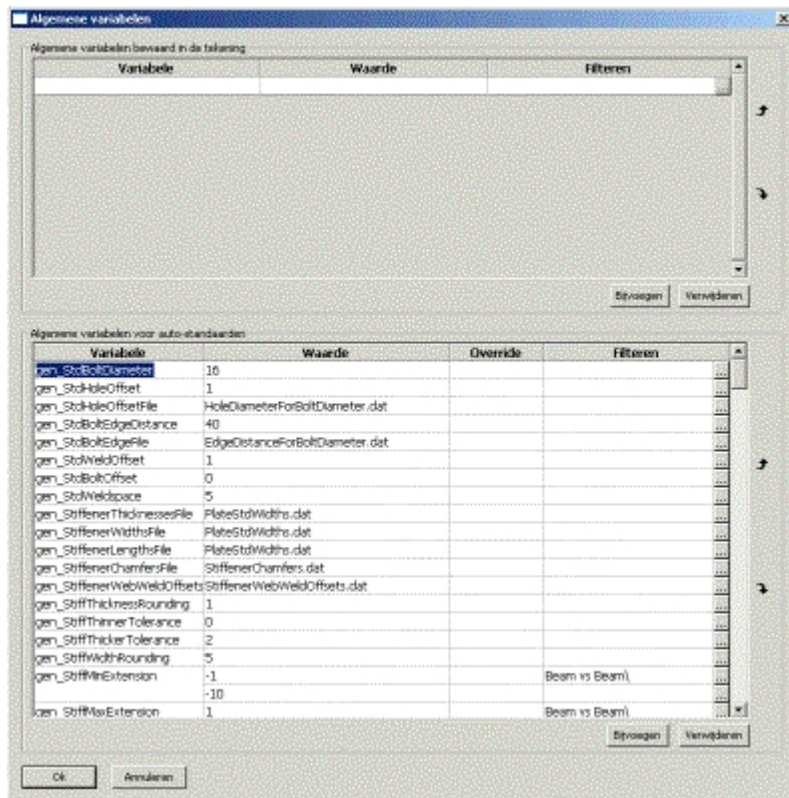 Algemene variabelen
Algemene variabelen bewaard in de tekening
Variabele Waarde Filteren
...
Bijvoegen Verwijderen
Algemene variabelen voor auto-standaarden
Variabele Waarde Override Filteren
gen_StdBoltDiameter 16 ...
gen_StdHoleOffset 1 ...
gen_StdHoleOffsetFile HoleDiameterForBoltDiameter.dat ...
gen_StdBoltEdgeDistance 40 ...
gen_StdBoltEdgeFile EdgeDistanceForBoltDiameter.dat ...
gen_StdWeldOffset 1 ...
gen_StdBoltOffset 0 ...
gen_StdWeldspace 5 ...
gen_StiffenerThicknessesFile PlateStdWidths.dat ...
gen_StiffenerWidthsFile PlateStdWidths.dat ...
gen_StiffenerLengthsFile PlateStdWidths.dat ...
gen_StiffenerChamfersFile StiffenerChamfers.dat ...
gen_StiffenerWebWeldOffsets StiffenerWebWeldOffsets.dat ...
gen_StiffThicknessRounding 1 ...
gen_StiffThinnerTolerance 0 ...
gen_StiffThickerTolerance 2 ...
gen_StiffWidthRounding 5 ...
gen_StiffMinExtension -1 Beam vs Beam\ ...
-10 ...
gen_StiffMaxExtension 1 Beam vs Beam\ ...
Bijvoegen Verwijderen
Ok Annuleren